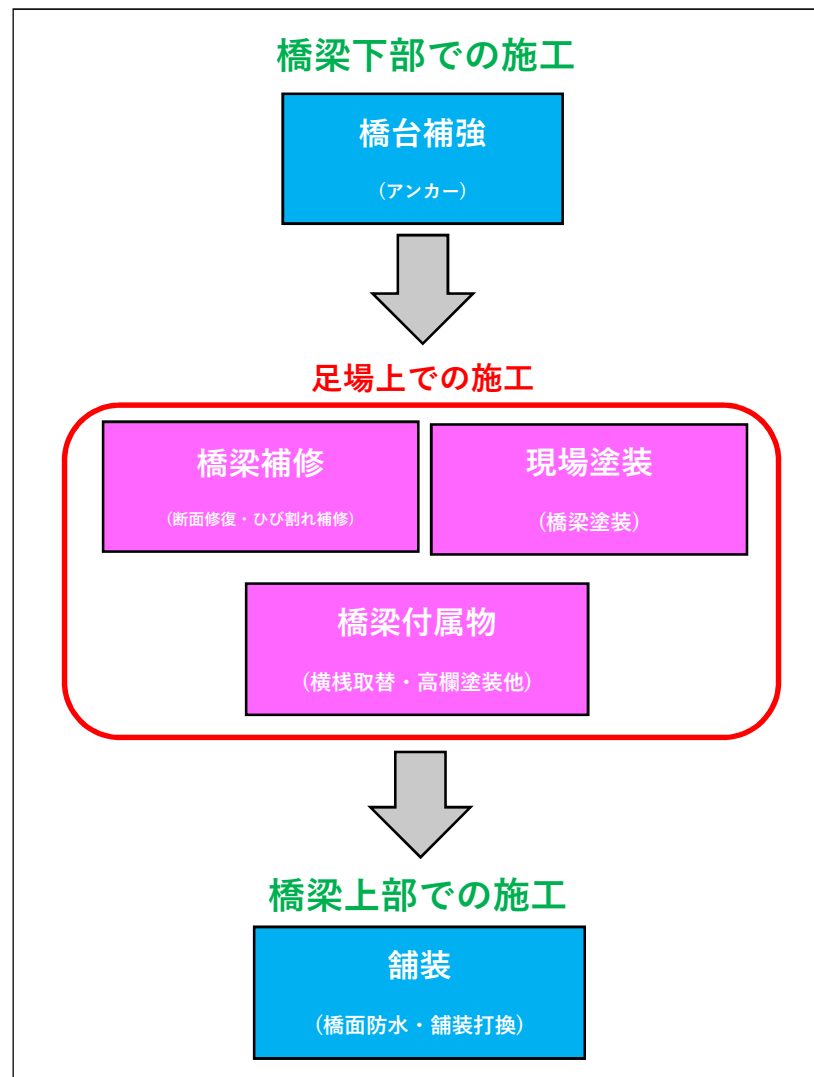 橋梁下部での施工
橋台補強
（アンカー）
足場上での施工
橋梁補修
（断面修復・ひび割れ補修）
現場塗装
（橋梁塗装）
橋梁付属物
（横桟取替・高欄塗装他）
橋梁上部での施工
舗装
（橋面防水・舗装打換）